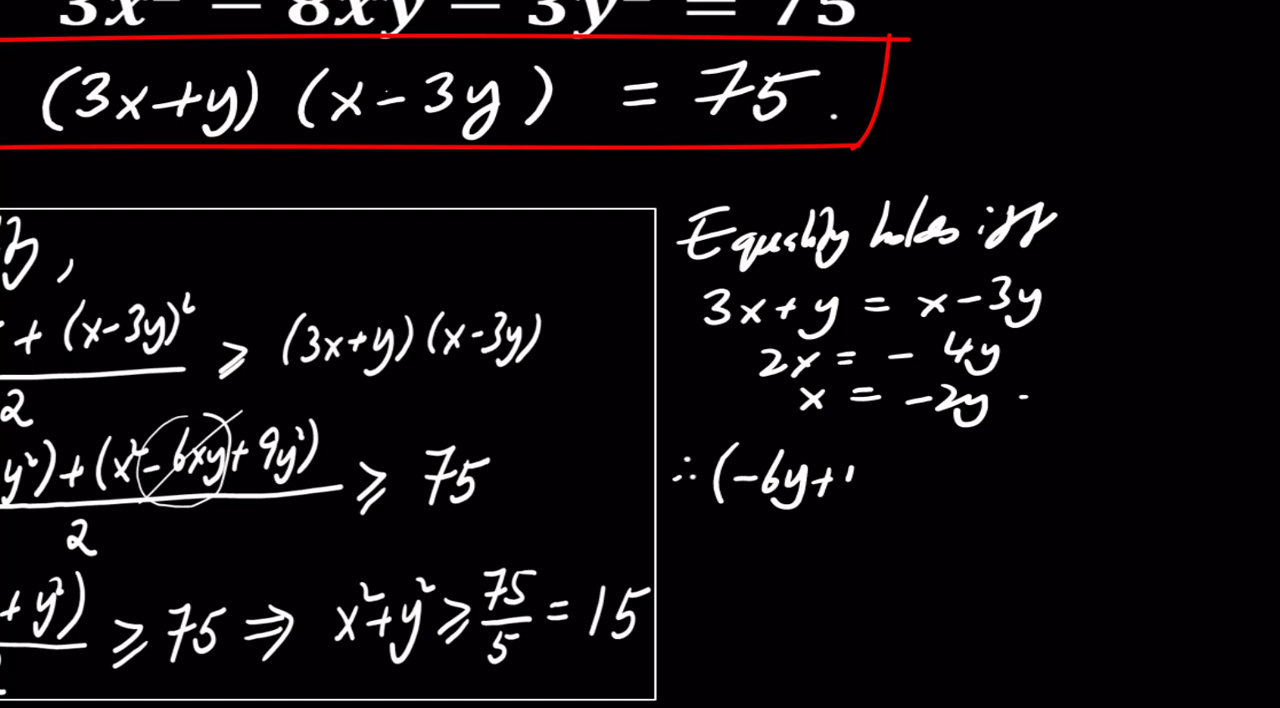 3x² - 8xy - 3y² = 75
(3x+y) (x-3y) = 75.
y,
+ (x-3y)² ≥ (3x+y)(x-3y)
2
y²)+(x²-6xy+9y²) ≥ 75
2
+y²) ≥ 75 ⇒ x²+y² ≥ 75/5 = 15
Equality holds iff
3x+y = x-3y
2x = - 4y
x = -2y
∴ (-6y+